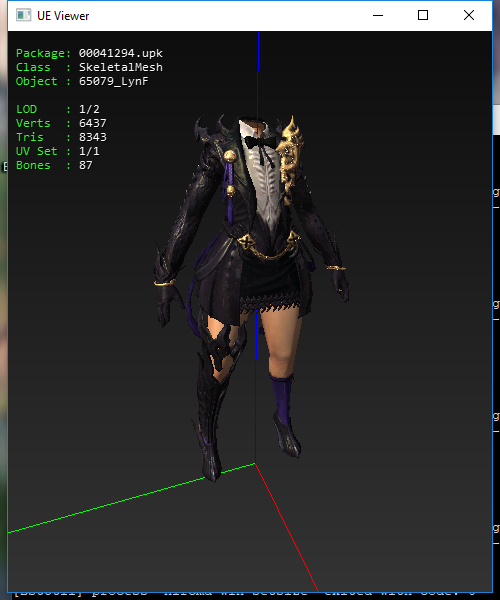 UE Viewer
Package: 00041294.upk
Class : SkeletalMesh
Object : 65079_LynF
LOD : 1/2
Verts : 6437
Tris : 8343
UV Set : 1/1
Bones : 87